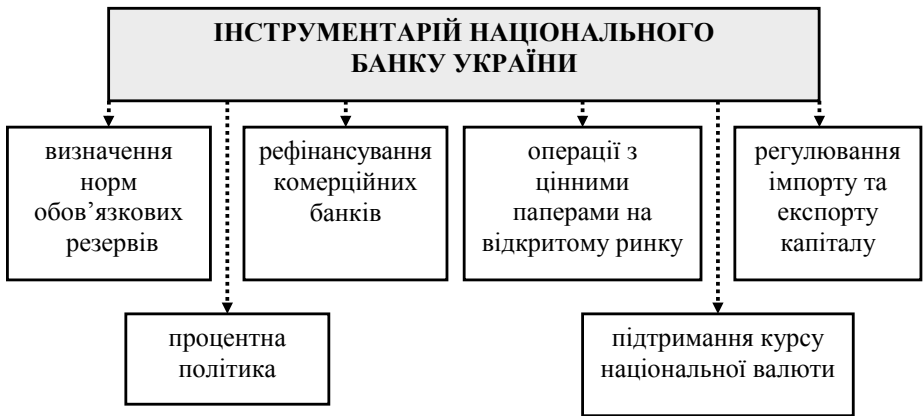 ІНСТРУМЕНТАРІЙ НАЦІОНАЛЬНОГО
БАНКУ УКРАЇНИ
визначення
норм
обов’язкових
резервів
рефінансування
комерційних
банків
операції з
цінними
паперами на
відкритому ринку
регулювання
імпорту та
експорту
капіталу
процентна
політика
підтримання курсу
національної валюти